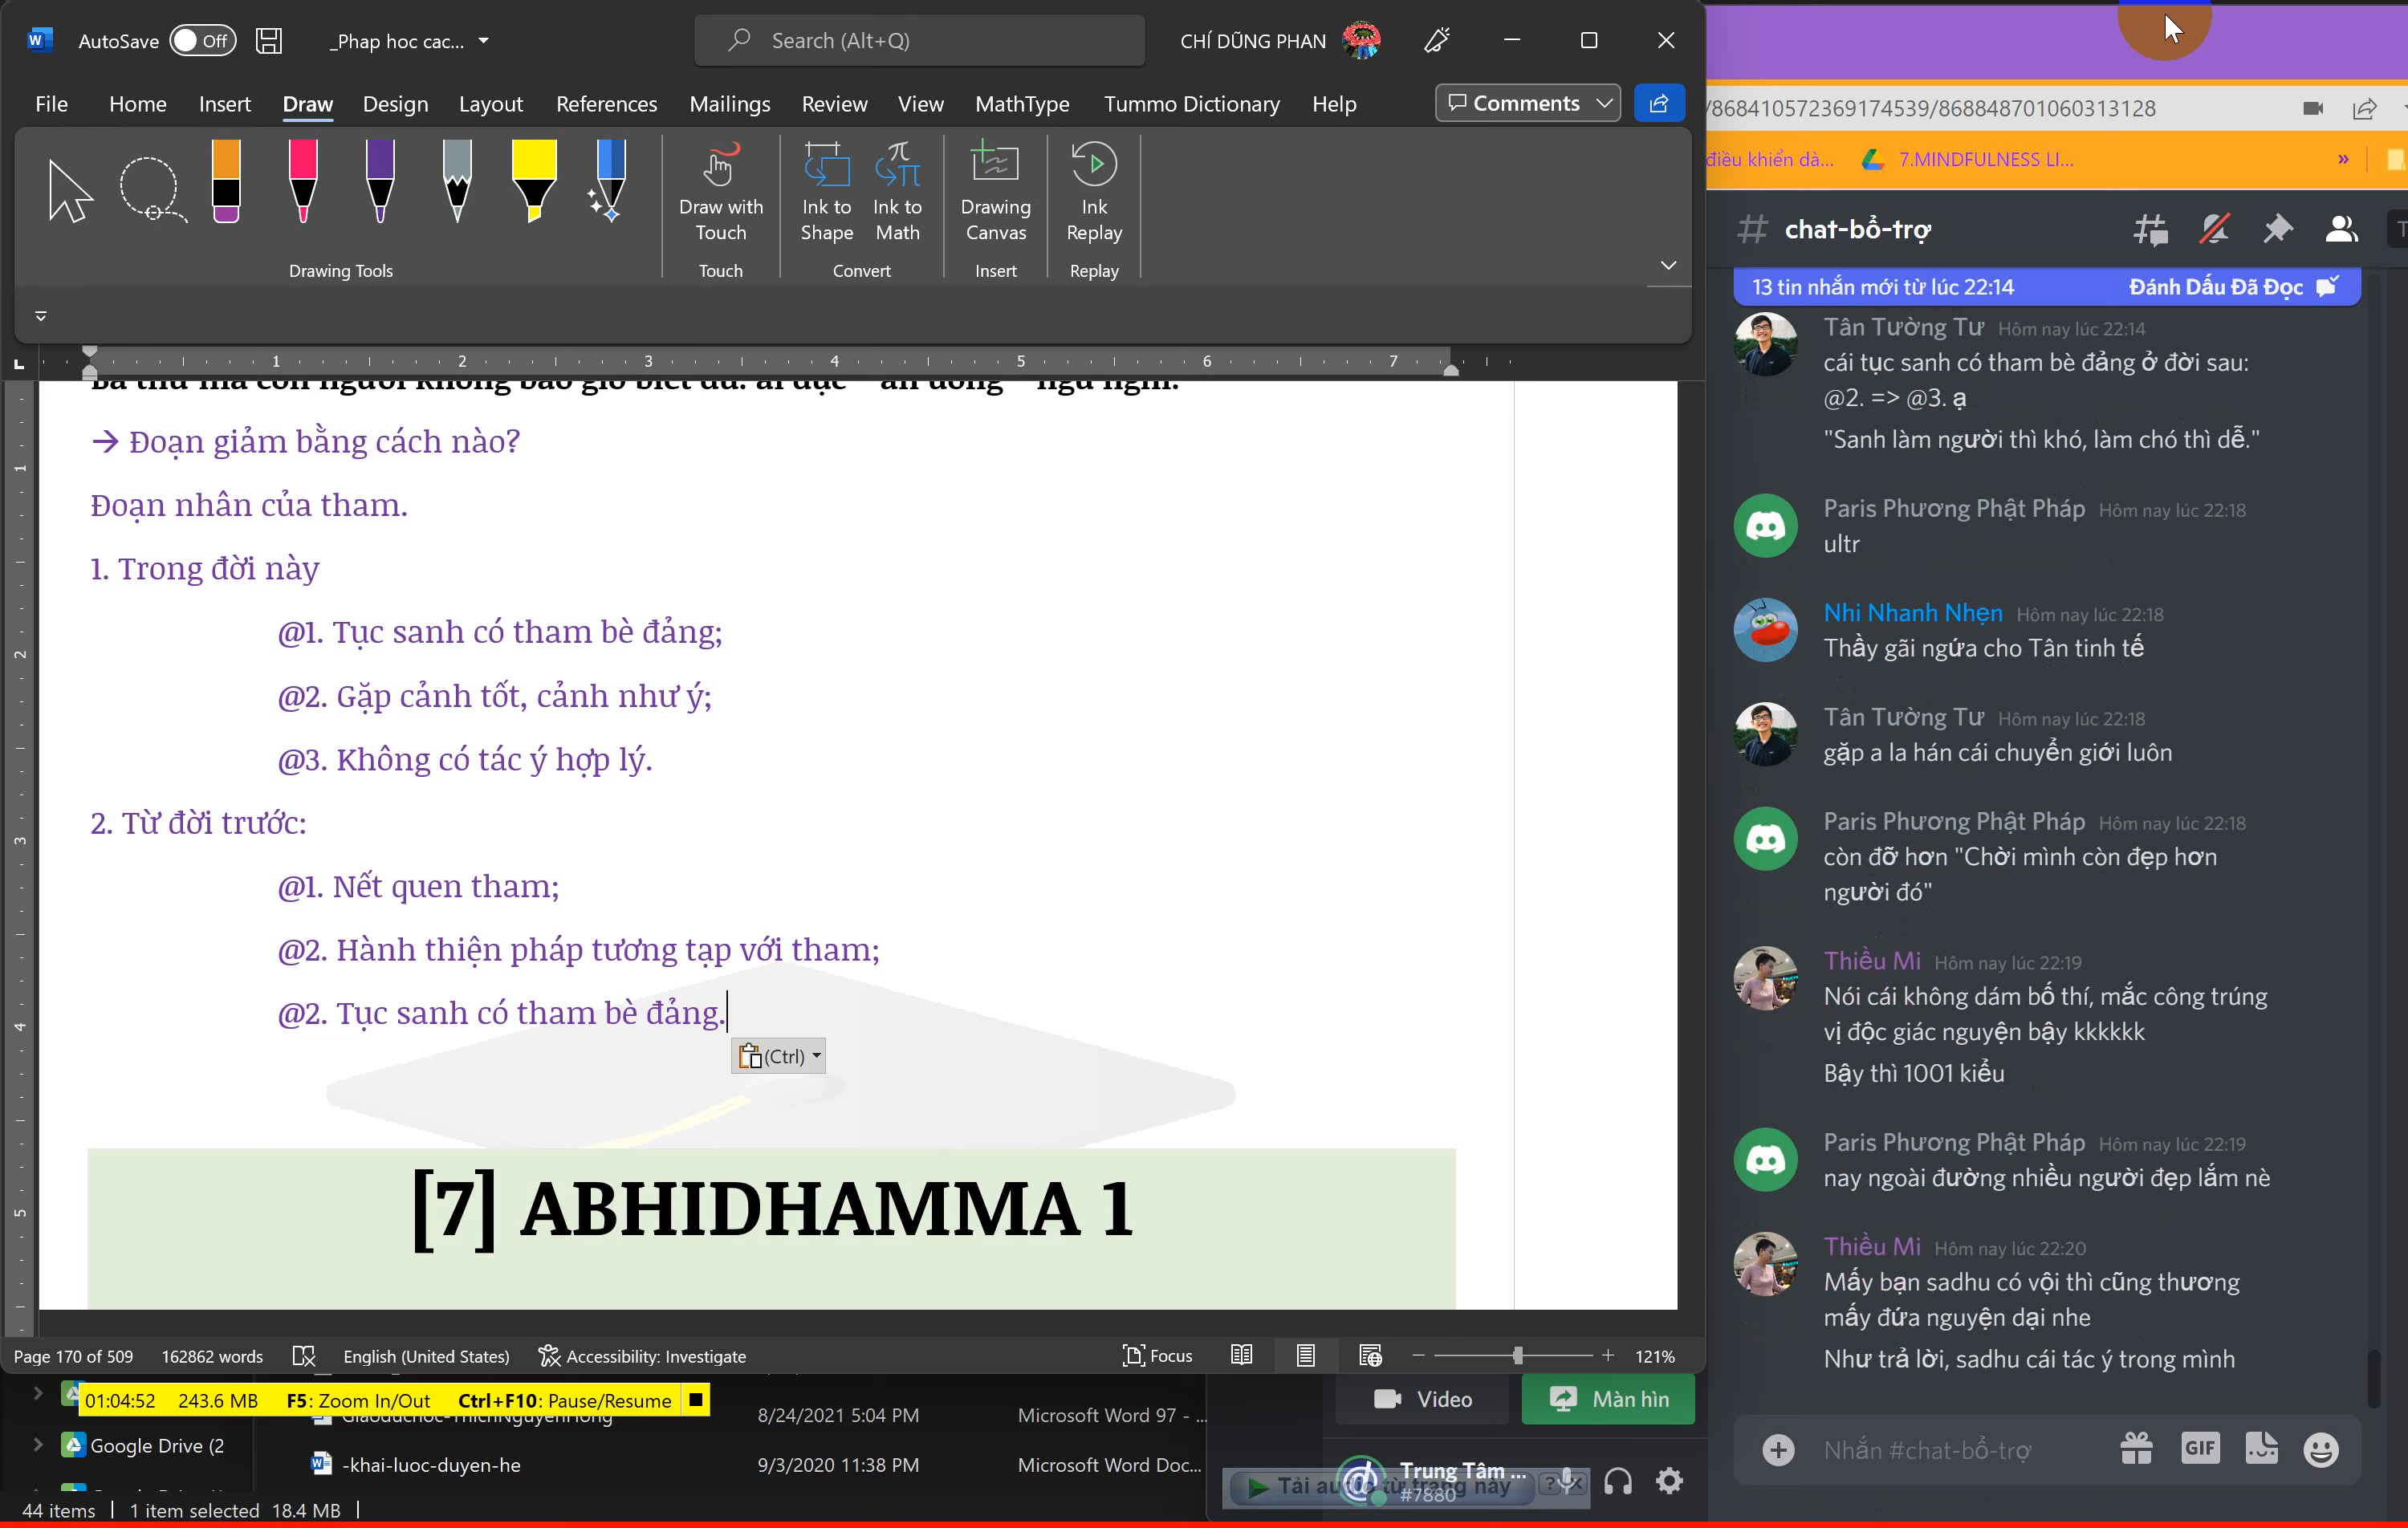 AutoSave Off _Phap hoc cac... Search (Alt+Q) CHÍ DŨNG PHAN
File Home Insert Draw Design Layout References Mailings Review View MathType Tummo Dictionary Help Comments
Draw with Touch
Ink to Shape
Ink to Math
Drawing Canvas
Ink Replay
Drawing Tools Touch Convert Insert Replay
1 2 3 4 5 6 7
→ Đoạn giảm bằng cách nào?
Đoạn nhân của tham.
1. Trong đời này
@1. Tục sanh có tham bè đảng;
@2. Gặp cảnh tốt, cảnh như ý;
@3. Không có tác ý hợp lý.
2. Từ đời trước:
@1. Nết quen tham;
@2. Hành thiện pháp tương tạp với tham;
@2. Tục sanh có tham bè đảng.
(Ctrl)
[7] ABHIDHAMMA 1
Page 170 of 509 162862 words English (United States) Accessibility: Investigate Focus 121%
01:04:52 243.6 MB F5: Zoom In/Out Ctrl+F10: Pause/Resume
8/24/2021 5:04 PM Microsoft Word 97 - ...
Google Drive (2
-khai-luoc-duyen-he 9/3/2020 11:38 PM Microsoft Word Doc...
44 items 1 item selected 18.4 MB
Video Màn hìn
Trung Tâm ...
#7880
Tải audio từ trang này
/868410572369174539/868848701060313128
điều khiển dà... 7.MINDFULNESS LI... »
chat-bổ-trợ
13 tin nhắn mới từ lúc 22:14 Đánh Dấu Đã Đọc
Tân Tường Tư Hôm nay lúc 22:14
cái tục sanh có tham bè đảng ở đời sau:
@2. => @3. ạ
"Sanh làm người thì khó, làm chó thì dễ."
Paris Phương Phật Pháp Hôm nay lúc 22:18
ultr
Nhi Nhanh Nhẹn Hôm nay lúc 22:18
Thầy gãi ngứa cho Tân tinh tế
Tân Tường Tư Hôm nay lúc 22:18
gặp a la hán cái chuyển giới luôn
Paris Phương Phật Pháp Hôm nay lúc 22:18
còn đỡ hơn "Chời mình còn đẹp hơn
người đó"
Thiều Mi Hôm nay lúc 22:19
Nói cái không dám bố thí, mắc công trúng
vị độc giác nguyện bậy kkkkkk
Bậy thì 1001 kiểu
Paris Phương Phật Pháp Hôm nay lúc 22:19
nay ngoài đường nhiều người đẹp lắm nè
Thiều Mi Hôm nay lúc 22:20
Mấy bạn sadhu có vội thì cũng thương
mấy đứa nguyện dại nhe
Như trả lời, sadhu cái tác ý trong mình
Nhắn #chat-bổ-trợ GIF